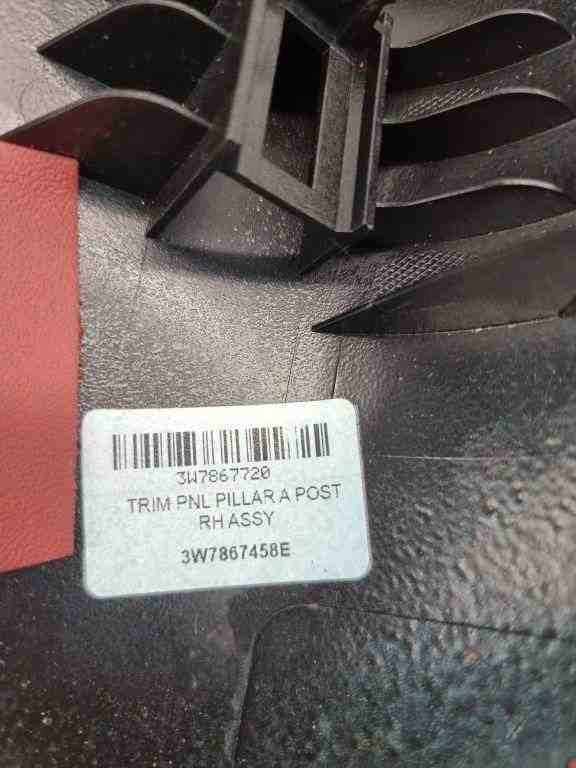 3W7867720
TRIM PNL PILLAR A POST
RH ASSY
3W7867458E